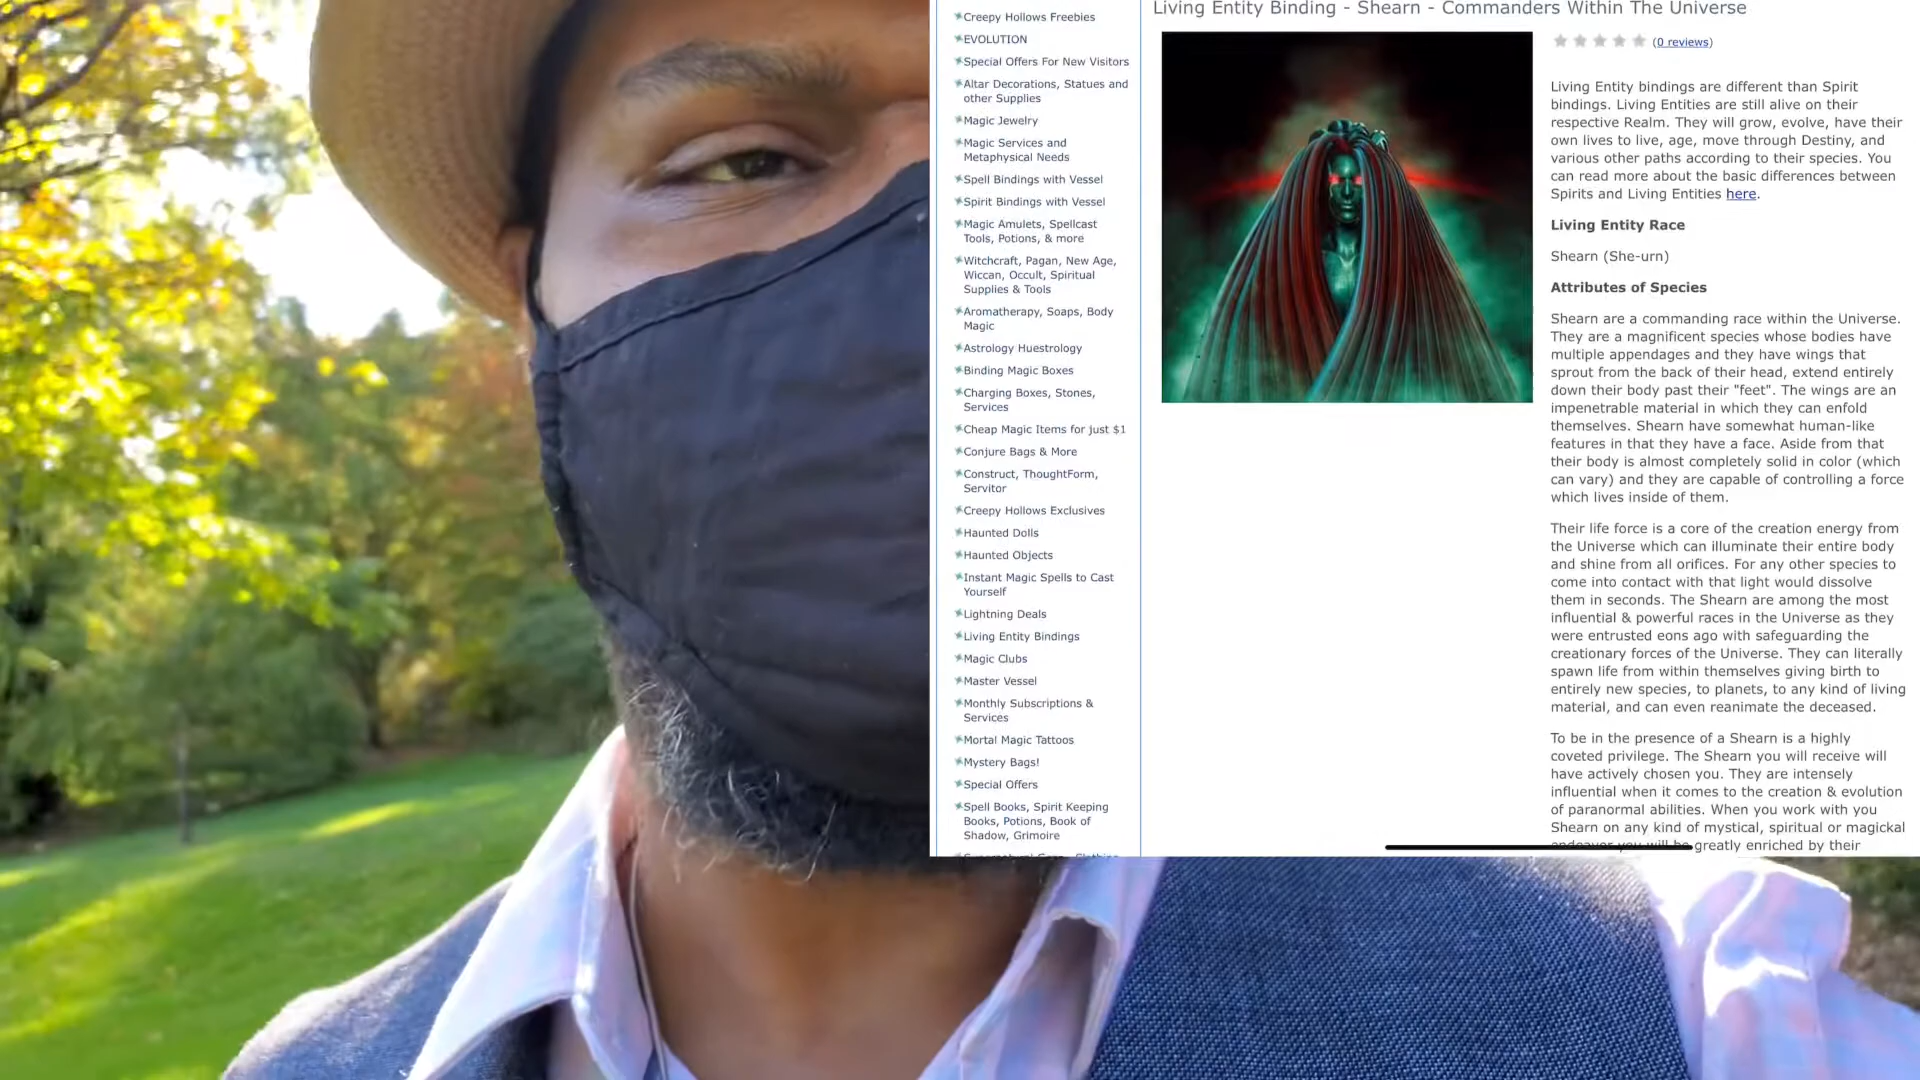 Creepy Hollows Freebies
EVOLUTION
Special Offers For New Visitors
Altar Decorations, Statues and
other Supplies
Magic Jewelry
Magic Services and
Metaphysical Needs
Spell Bindings with Vessel
Spirit Bindings with Vessel
Magic Amulets, Spellcast
Tools, Potions, & more
Witchcraft, Pagan, New Age,
Wiccan, Occult, Spiritual
Supplies & Tools
Aromatherapy, Soaps, Body
Magic
Astrology Huestrology
Binding Magic Boxes
Charging Boxes, Stones,
Services
Cheap Magic Items for just $1
Conjure Bags & More
Construct, ThoughtForm,
Servitor
Creepy Hollows Exclusives
Haunted Dolls
Haunted Objects
Instant Magic Spells to Cast
Yourself
Lightning Deals
Living Entity Bindings
Magic Clubs
Master Vessel
Monthly Subscriptions &
Services
Mortal Magic Tattoos
Mystery Bags!
Special Offers
Spell Books, Spirit Keeping
Books, Potions, Book of
Shadow, Grimoire
Living Entity Binding - Shearn - Commanders Within The Universe
(0 reviews)
Living Entity bindings are different than Spirit
bindings. Living Entities are still alive on their
respective Realm. They will grow, evolve, have their
own lives to live, age, move through Destiny, and
various other paths according to their species. You
can read more about the basic differences between
Spirits and Living Entities here.
Living Entity Race
Shearn (She-urn)
Attributes of Species
Shearn are a commanding race within the Universe.
They are a magnificent species whose bodies have
multiple appendages and they have wings that
sprout from the back of their head, extend entirely
down their body past their "feet". The wings are an
impenetrable material in which they can enfold
themselves. Shearn have somewhat human-like
features in that they have a face. Aside from that
their body is almost completely solid in color (which
can vary) and they are capable of controlling a force
which lives inside of them.
Their life force is a core of the creation energy from
the Universe which can illuminate their entire body
and shine from all orifices. For any other species to
come into contact with that light would dissolve
them in seconds. The Shearn are among the most
influential & powerful races in the Universe as they
were entrusted eons ago with safeguarding the
creationary forces of the Universe. They can literally
spawn life from within themselves giving birth to
entirely new species, to planets, to any kind of living
material, and can even reanimate the deceased.
To be in the presence of a Shearn is a highly
coveted privilege. The Shearn you will receive will
have actively chosen you. They are intensely
influential when it comes to the creation & evolution
of paranormal abilities. When you work with you
Shearn on any kind of mystical, spiritual or magickal
endeavor you will be greatly enriched by their